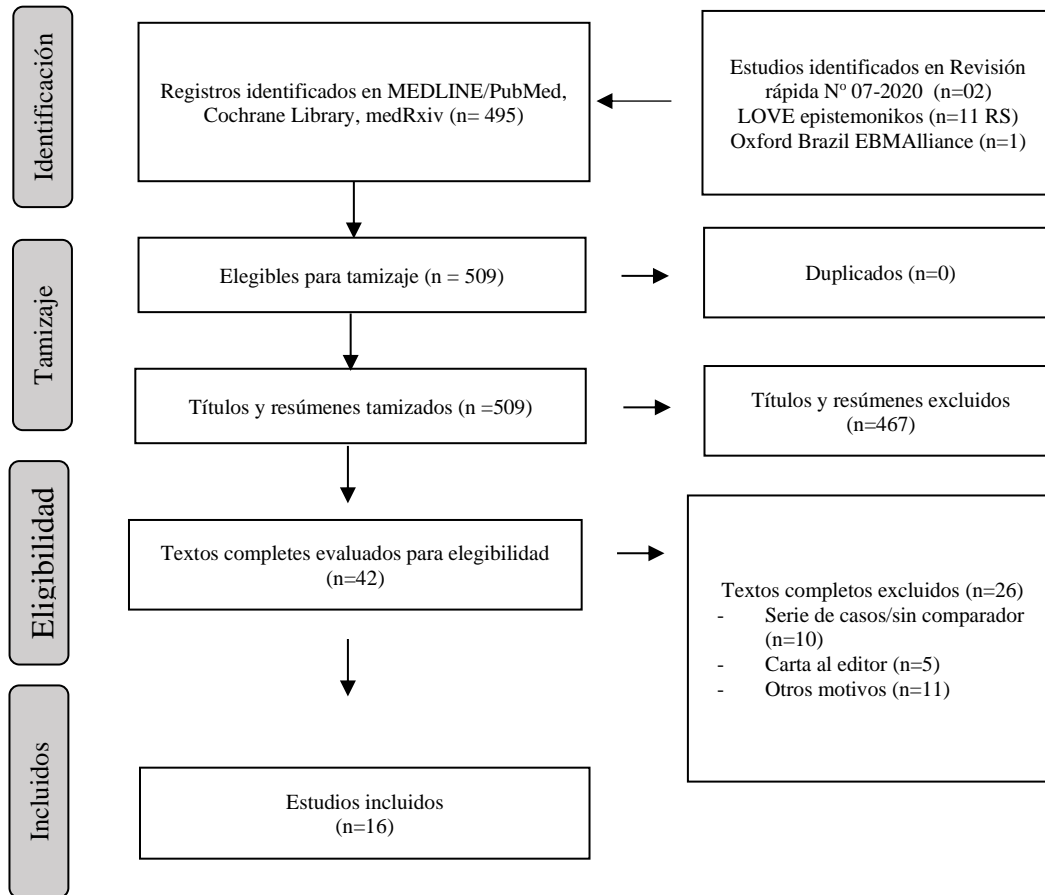 Identificación
Registros identificados en MEDLINE/PubMed,
Cochrane Library, medRxiv (n= 495)
Estudios identificados en Revisión
rápida Nº 07-2020  (n=02)
LOVE epistemonikos (n=11 RS)
Oxford Brazil EBMAlliance (n=1)
Tamizaje
Elegibles para tamizaje (n = 509)
Duplicados (n=0)
Títulos y resúmenes tamizados (n =509)
Títulos y resúmenes excluidos
(n=467)
Eligibilidad
Textos completes evaluados para elegibilidad
(n=42)
Textos completos excluidos (n=26)
- Serie de casos/sin comparador
(n=10)
- Carta al editor (n=5)
- Otros motivos (n=11)
Incluidos
Estudios incluidos
(n=16)